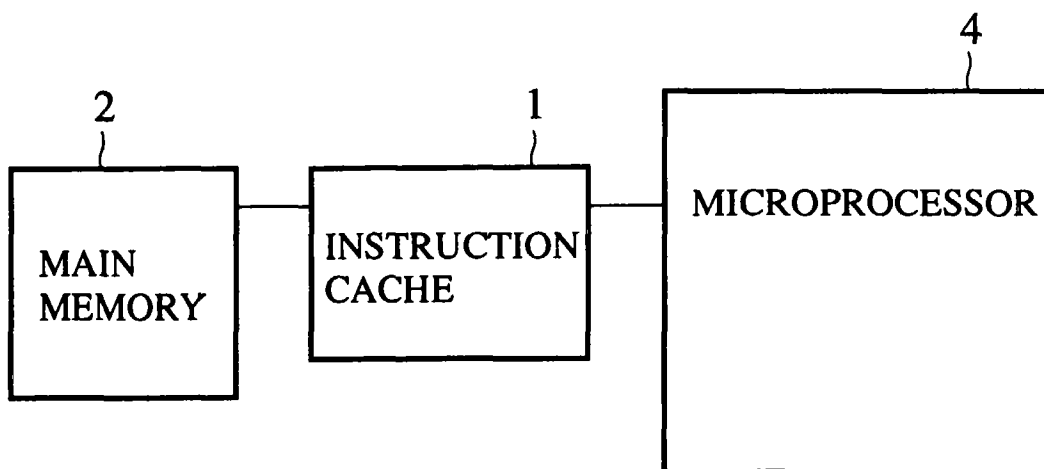 4
1
2
MICROPROCESSOR
INSTRUCTION
CACHE
MAIN
MEMORY